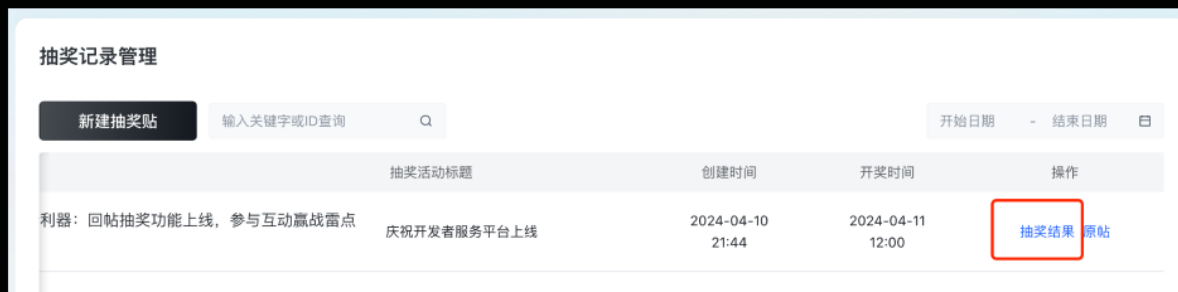 抽奖记录管理
新建抽奖贴 输入关键字或ID查询 开始日期 - 结束日期
抽奖活动标题 创建时间 开奖时间 操作
利器：回帖抽奖功能上线，参与互动赢战雷点 庆祝开发者服务平台上线 2024-04-10 21:44 2024-04-11 12:00 抽奖结果 原帖